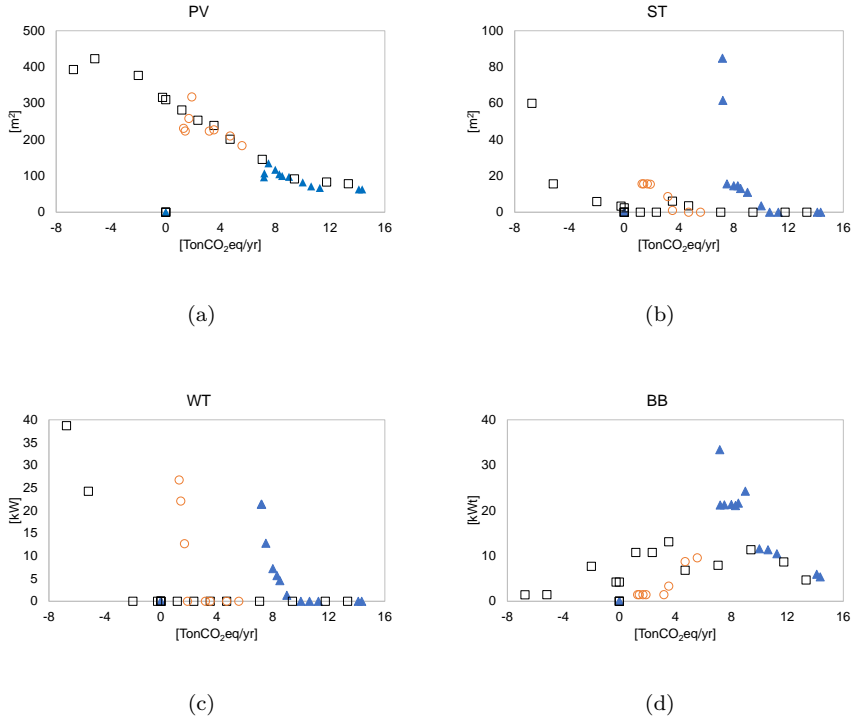 PV
500
400
300
200
100
0
[m²]
-8 -4 0 4 8 12 16
[TonCO₂eq/yr]
(a)
ST
100
80
60
40
20
0
[m²]
-8 -4 0 4 8 12 16
[TonCO₂eq/yr]
(b)
WT
40
35
30
25
20
15
10
5
0
[kW]
-8 -4 0 4 8 12 16
[TonCO₂eq/yr]
(c)
BB
40
30
20
10
0
[kWt]
-8 -4 0 4 8 12 16
[TonCO₂eq/yr]
(d)